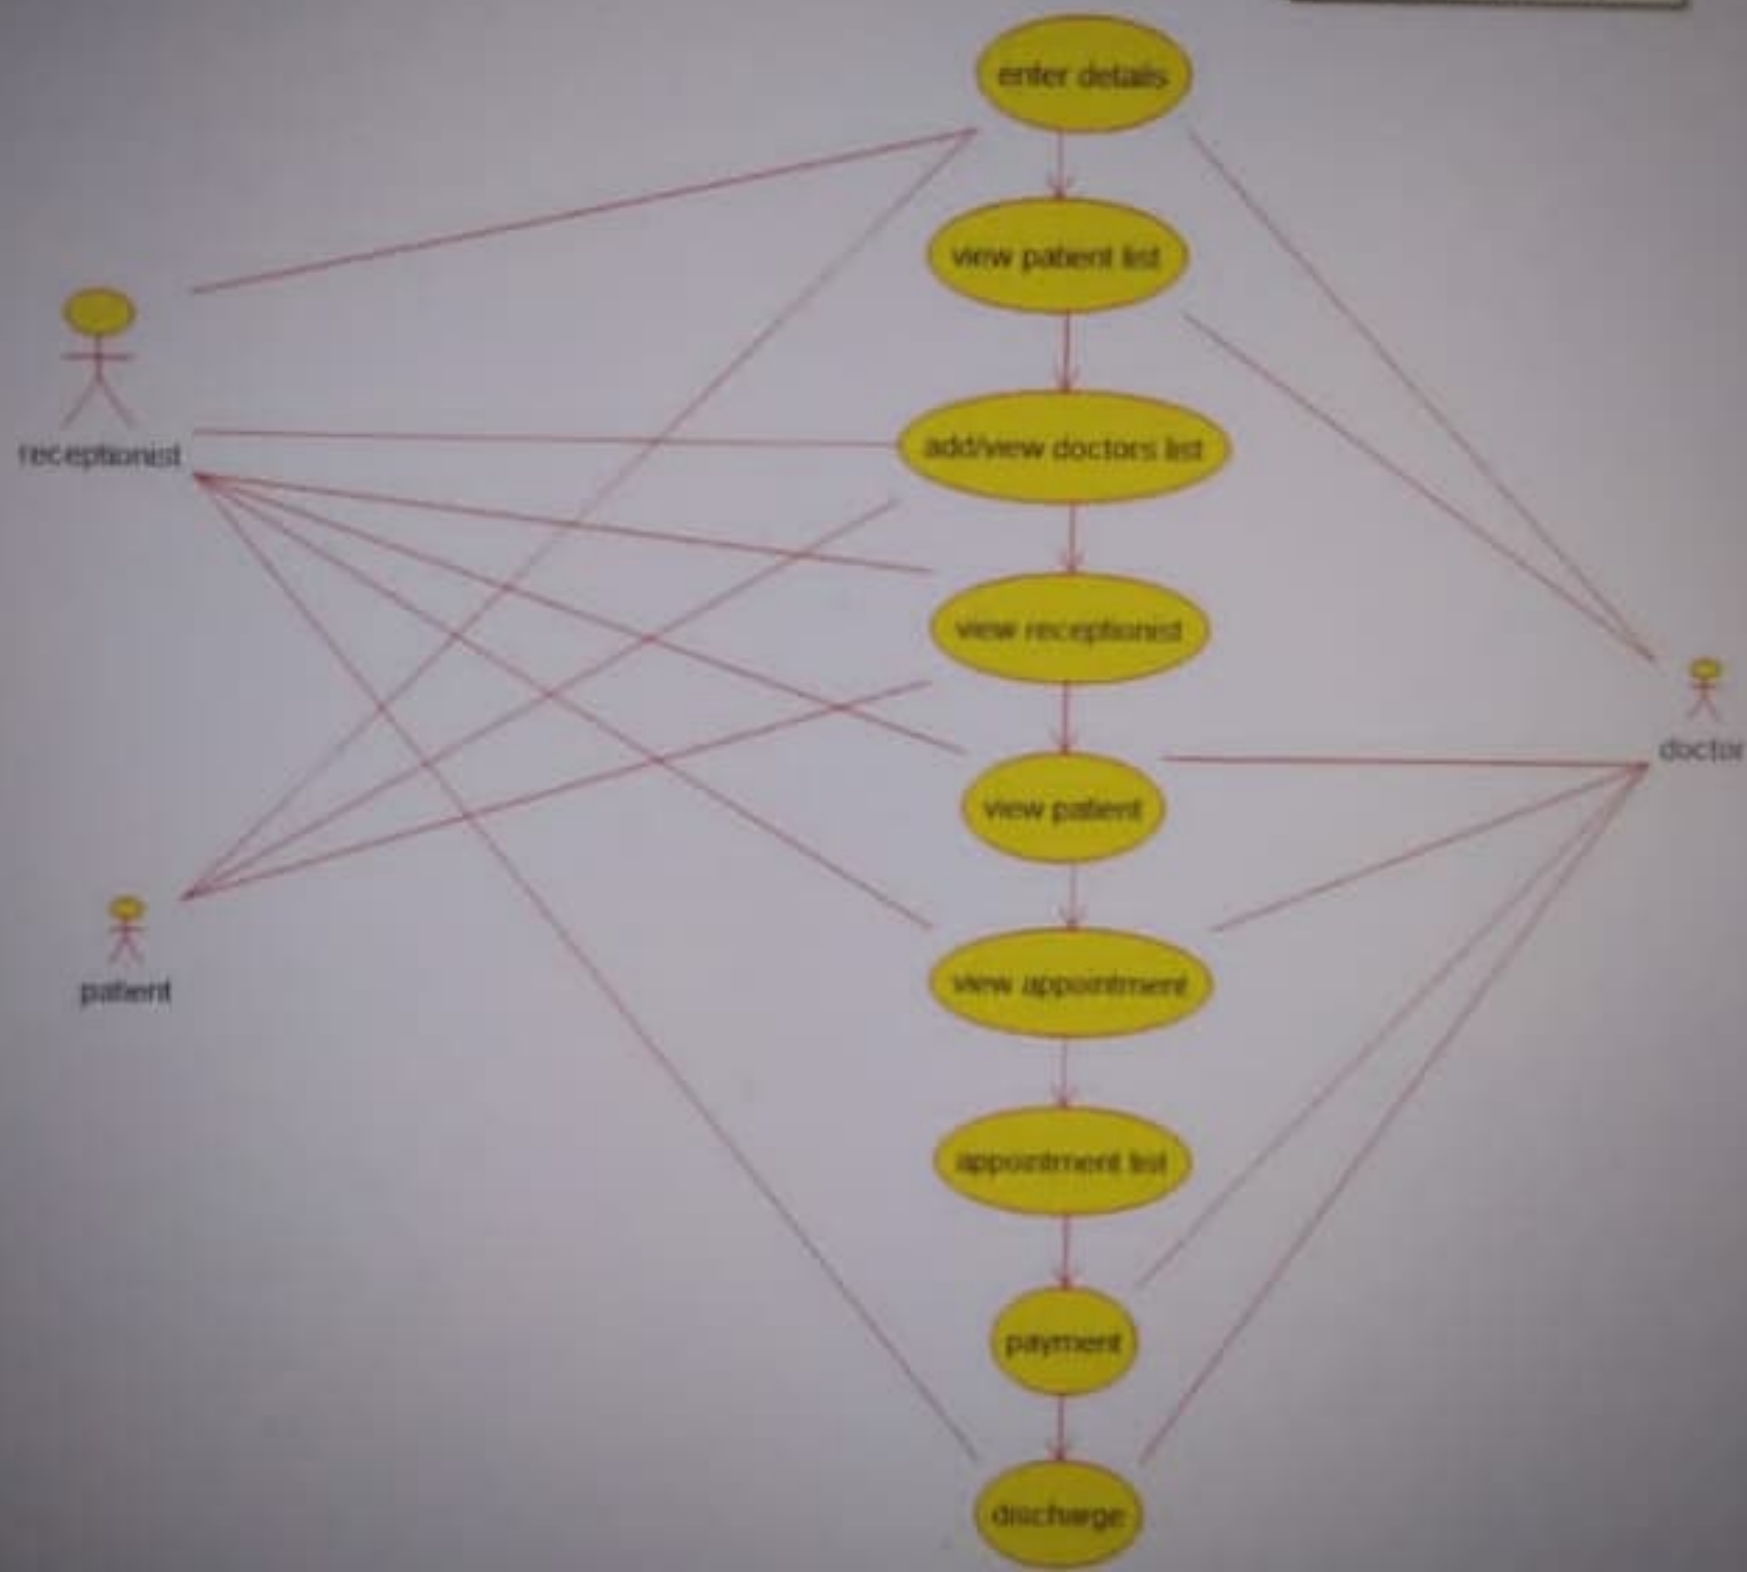 enter details
view patient list
add/view doctors list
receptionist
view receptionist
doctor
view patient
view appointment
patient
appointment list
payment
discharge